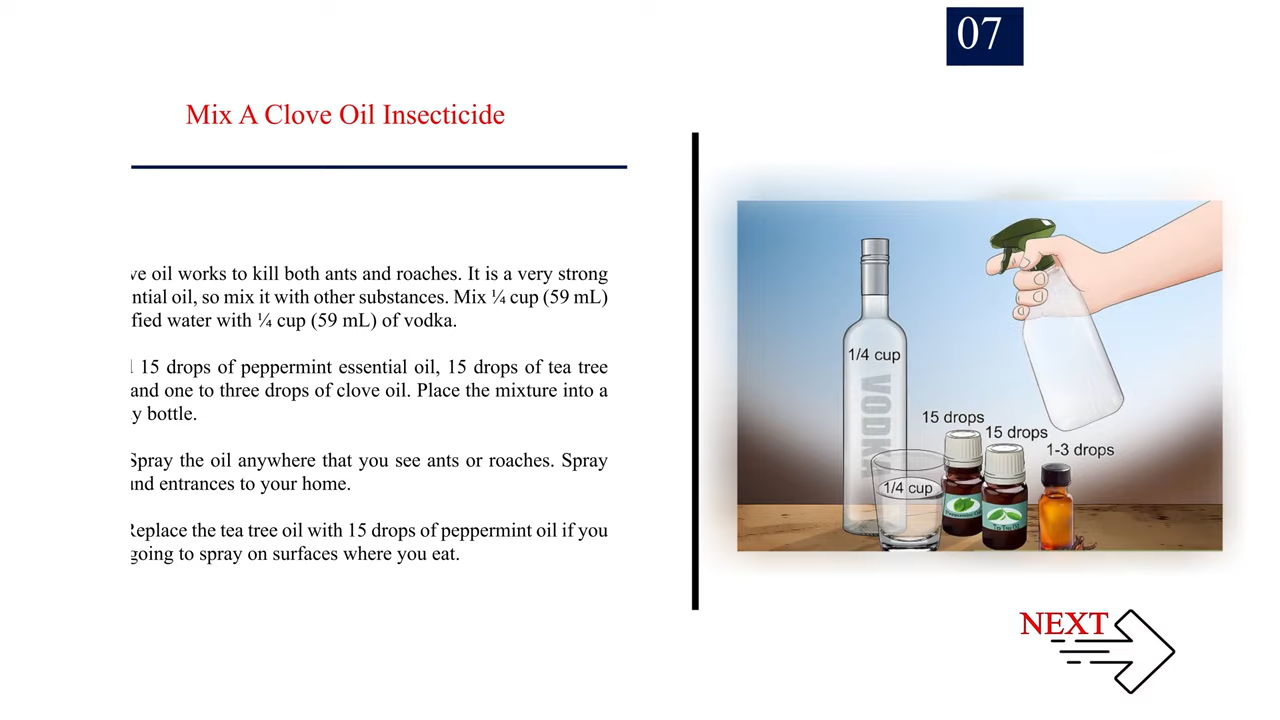 07
Mix A Clove Oil Insecticide
oil works to kill both ants and roaches. It is a very strong
oil, so mix it with other substances. Mix ¼ cup (59 mL)
water with ¼ cup (59 mL) of vodka.
15 drops of peppermint essential oil, 15 drops of tea tree
and one to three drops of clove oil. Place the mixture into a
bottle.
Spray the oil anywhere that you see ants or roaches. Spray
entrances to your home.
Replace the tea tree oil with 15 drops of peppermint oil if you
going to spray on surfaces where you eat.
1/4 cup
VODKA
15 drops
15 drops
1-3 drops
1/4 cup
Peppermint Oil
Tea Tree Oil
NEXT